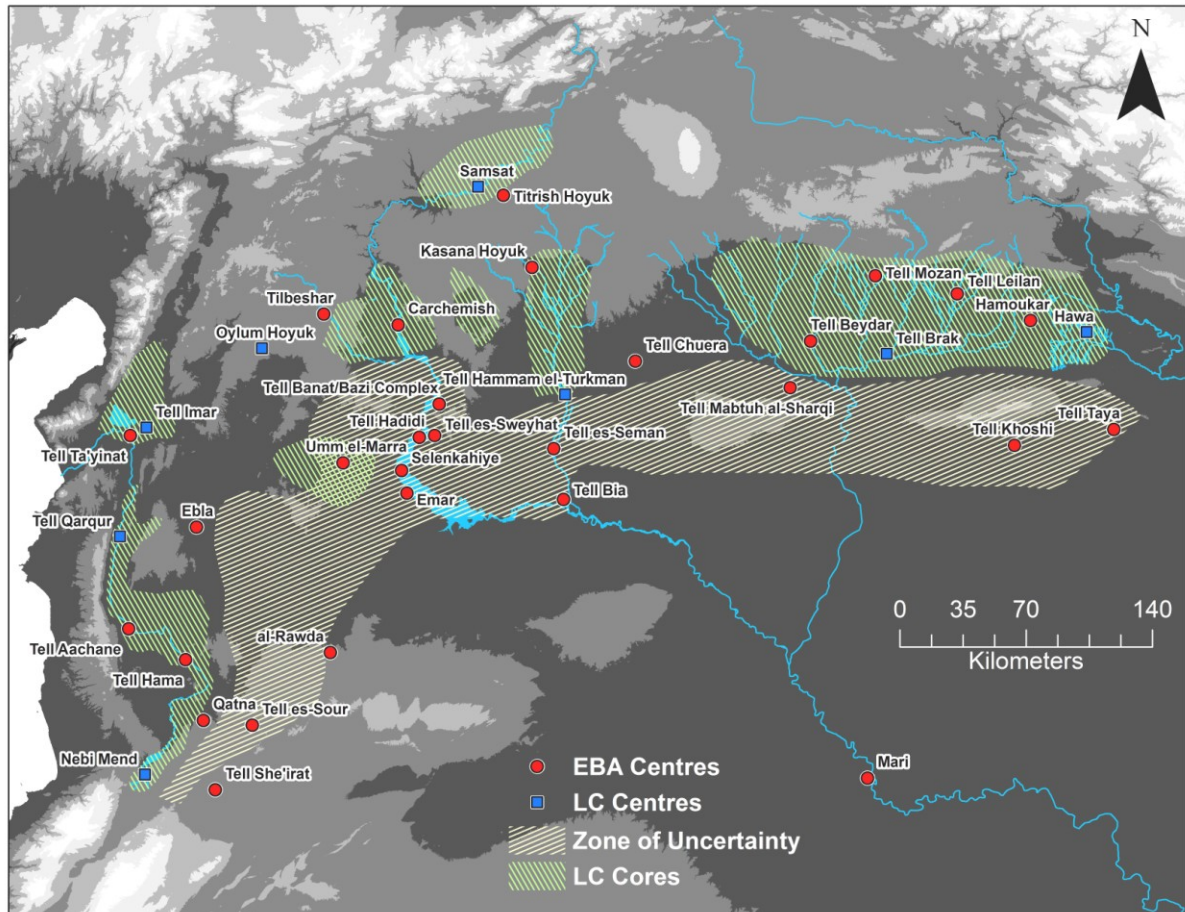 N
Samsat
Titrish Hoyuk
Kasana Hoyuk
Tell Mozan
Tell Leilan
Hamoukar
Hawa
Tilbeshar
Carchemish
Tell Beydar
Tell Brak
Oylum Hoyuk
Tell Chuera
Tell Banat/Bazi Complex
Tell Hammam el-Turkman
Tell Mabtuh al-Sharqi
Tell Imar
Tell Hadidi
Tell es-Sweyhat
Tell Taya
Tell Ta'yinat
Umm el-Marra
Tell es-Seman
Tell Khoshi
Selenkahiye
Emar
Tell Bia
Ebla
Tell Qarqur
0 35 70 140
Kilometers
al-Rawda
Tell Aachane
Tell Hama
Qatna
Tell es-Sour
Nebi Mend
Tell She'irat
Mari
EBA Centres
LC Centres
Zone of Uncertainty
LC Cores